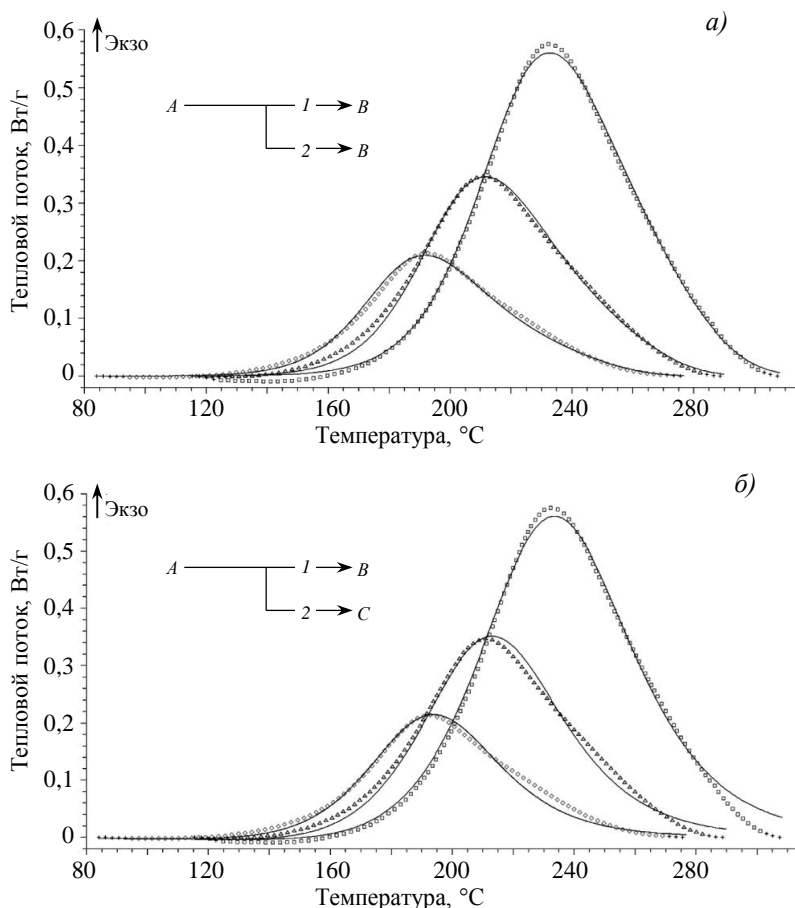 а)
0,6
Экзо
0,5
A 1 B
0,4
2 B
0,3
0,2
0,1
0
Тепловой поток, Вт/г
80 120 160 200 240 280
Температура, °C
б)
0,6
Экзо
0,5
A 1 B
0,4
2 C
0,3
0,2
0,1
0
Тепловой поток, Вт/г
80 120 160 200 240 280
Температура, °C